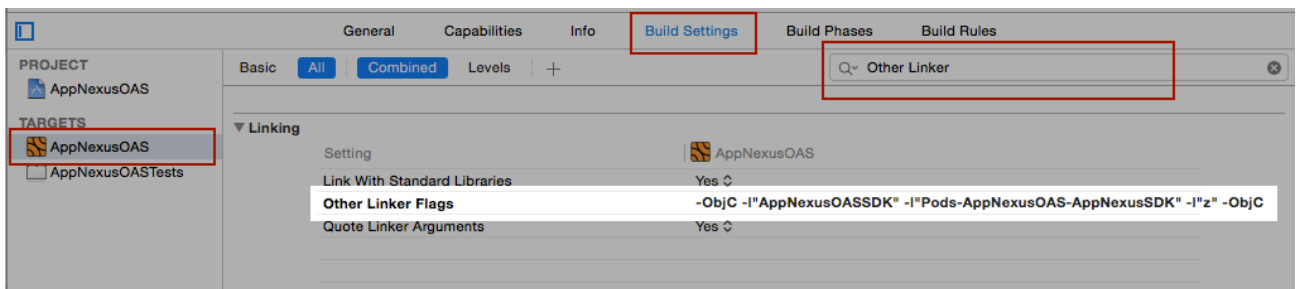 General Capabilities Info Build Settings Build Phases Build Rules
PROJECT
AppNexusOAS
TARGETS
AppNexusOAS
AppNexusOASTests
Basic All Combined Levels +
Other Linker
Linking
Setting AppNexusOAS
Link With Standard Libraries Yes
Other Linker Flags -ObjC -l"AppNexusOASSDK" -l"Pods-AppNexusOAS-AppNexusSDK" -l"z" -ObjC
Quote Linker Arguments Yes